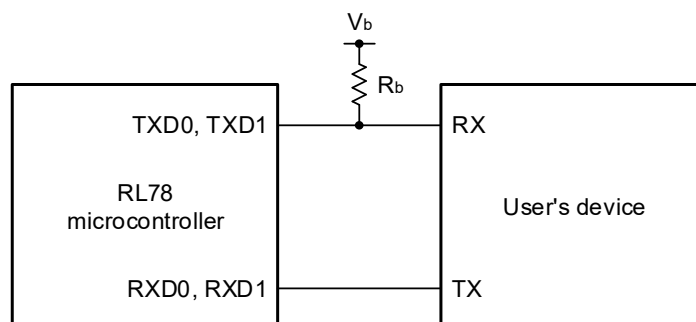 Vb
Rb
TXD0, TXD1
RX
RL78
microcontroller
User's device
RXD0, RXD1
TX